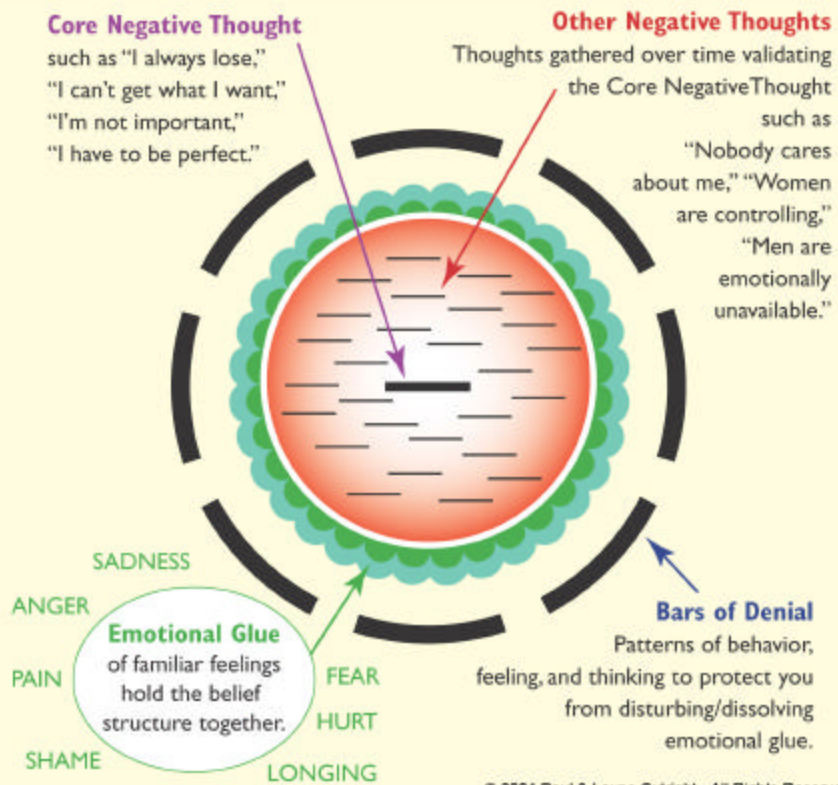 Core Negative Thought
such as “I always lose,”
“I can't get what I want,”
“I'm not important,”
“I have to be perfect.”
Other Negative Thoughts
Thoughts gathered over time validating
the Core NegativeThought
such as
“Nobody cares
about me,” “Women
are controlling,”
“Men are
emotionally
unavailable.”
SADNESS
ANGER
PAIN
SHAME
Emotional Glue
of familiar feelings
hold the belief
structure together.
FEAR
HURT
LONGING
Bars of Denial
Patterns of behavior,
feeling, and thinking to protect you
from disturbing/dissolving
emotional glue.